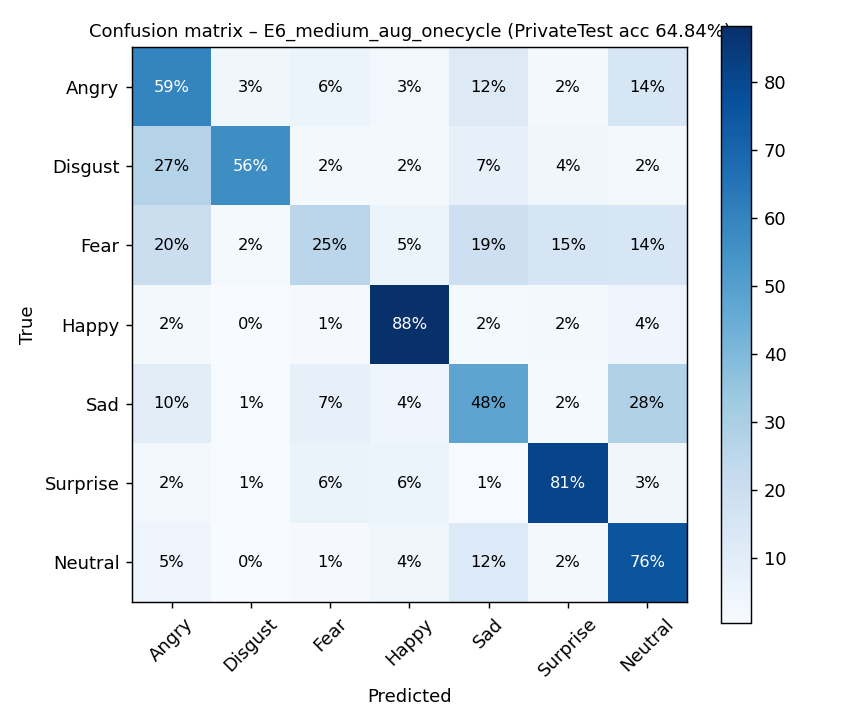 Confusion matrix – E6_medium_aug_onecycle (PrivateTest acc 64.84%)
Angry 59% 3% 6% 3% 12% 2% 14%
Disgust 27% 56% 2% 2% 7% 4% 2%
Fear 20% 2% 25% 5% 19% 15% 14%
Happy 2% 0% 1% 88% 2% 2% 4%
Sad 10% 1% 7% 4% 48% 2% 28%
Surprise 2% 1% 6% 6% 1% 81% 3%
Neutral 5% 0% 1% 4% 12% 2% 76%
True
Angry Disgust Fear Happy Sad Surprise Neutral
Predicted
80
70
60
50
40
30
20
10